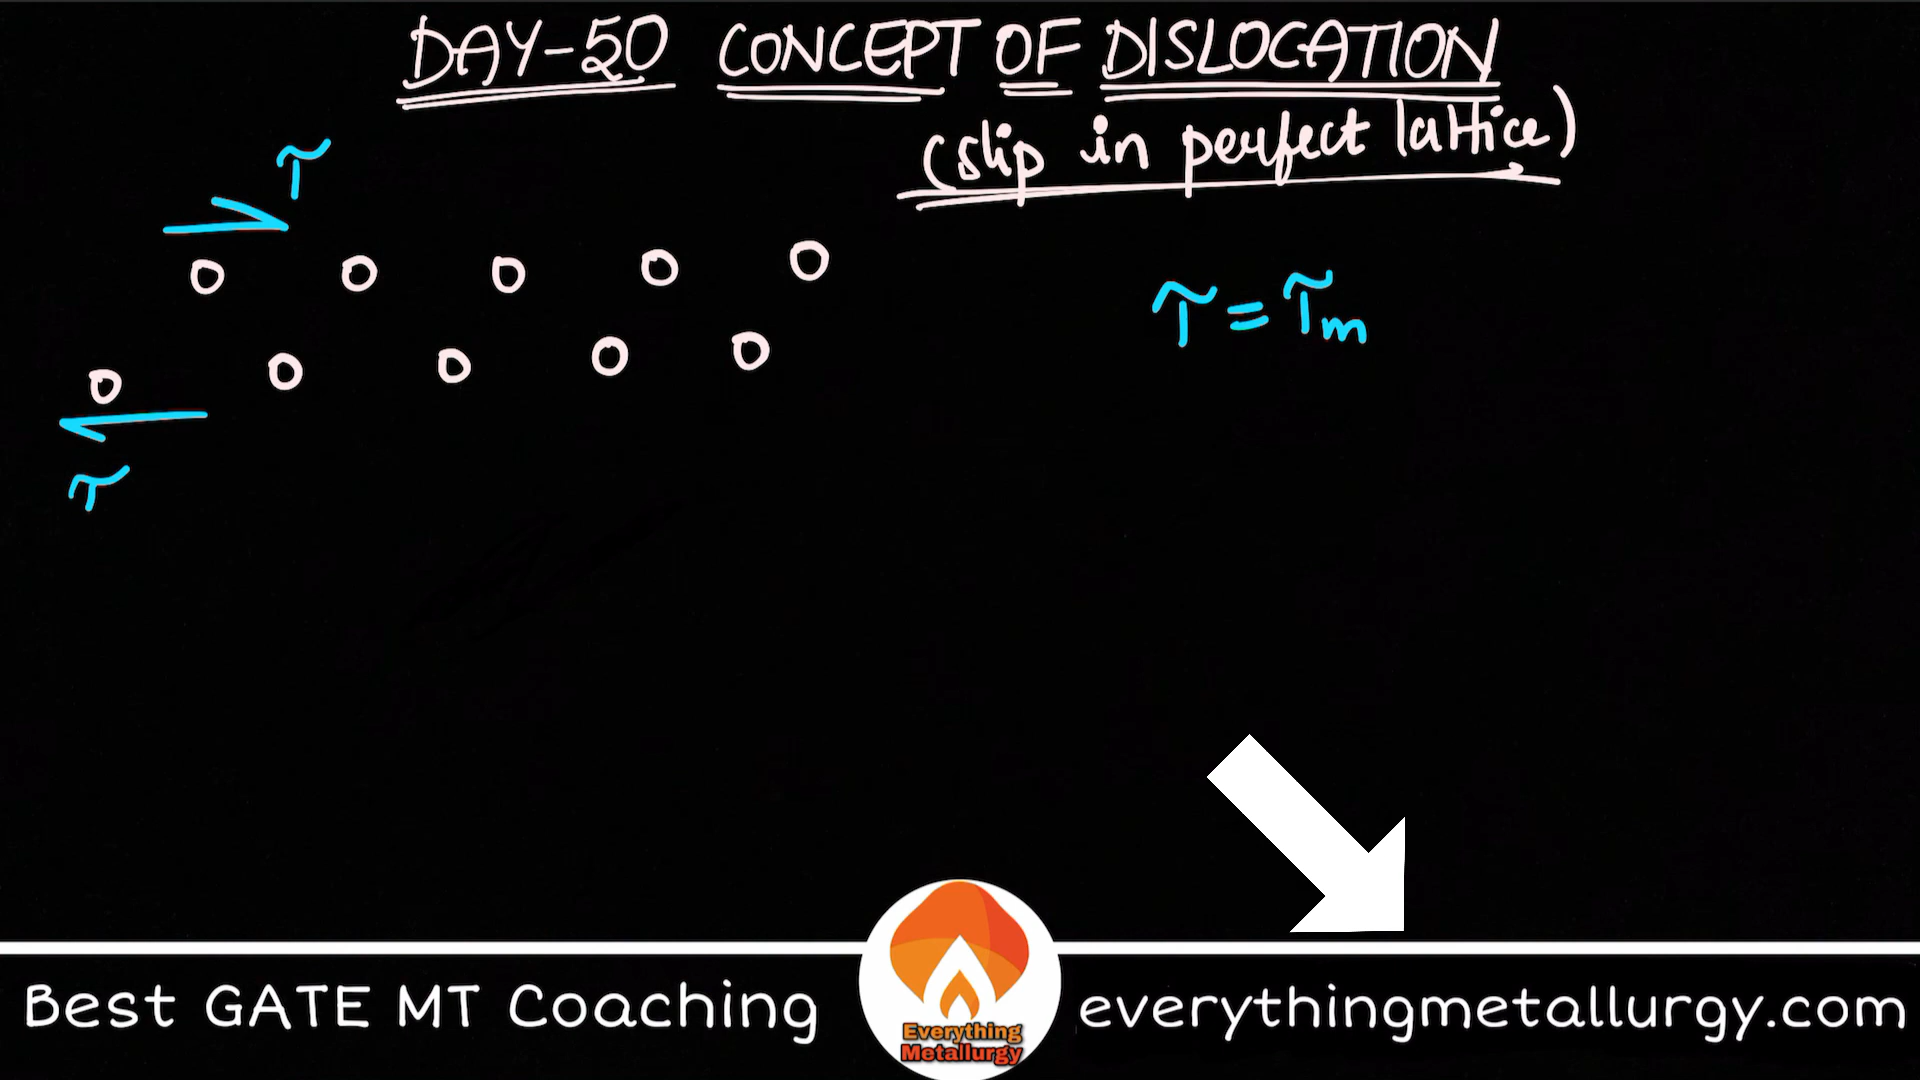 DAY-50 CONCEPT OF DISLOCATION
(slip in perfect lattice)
τ
τ = τm
τ
Best GATE MT Coaching
Everything
Metallurgy
everythingmetallurgy.com